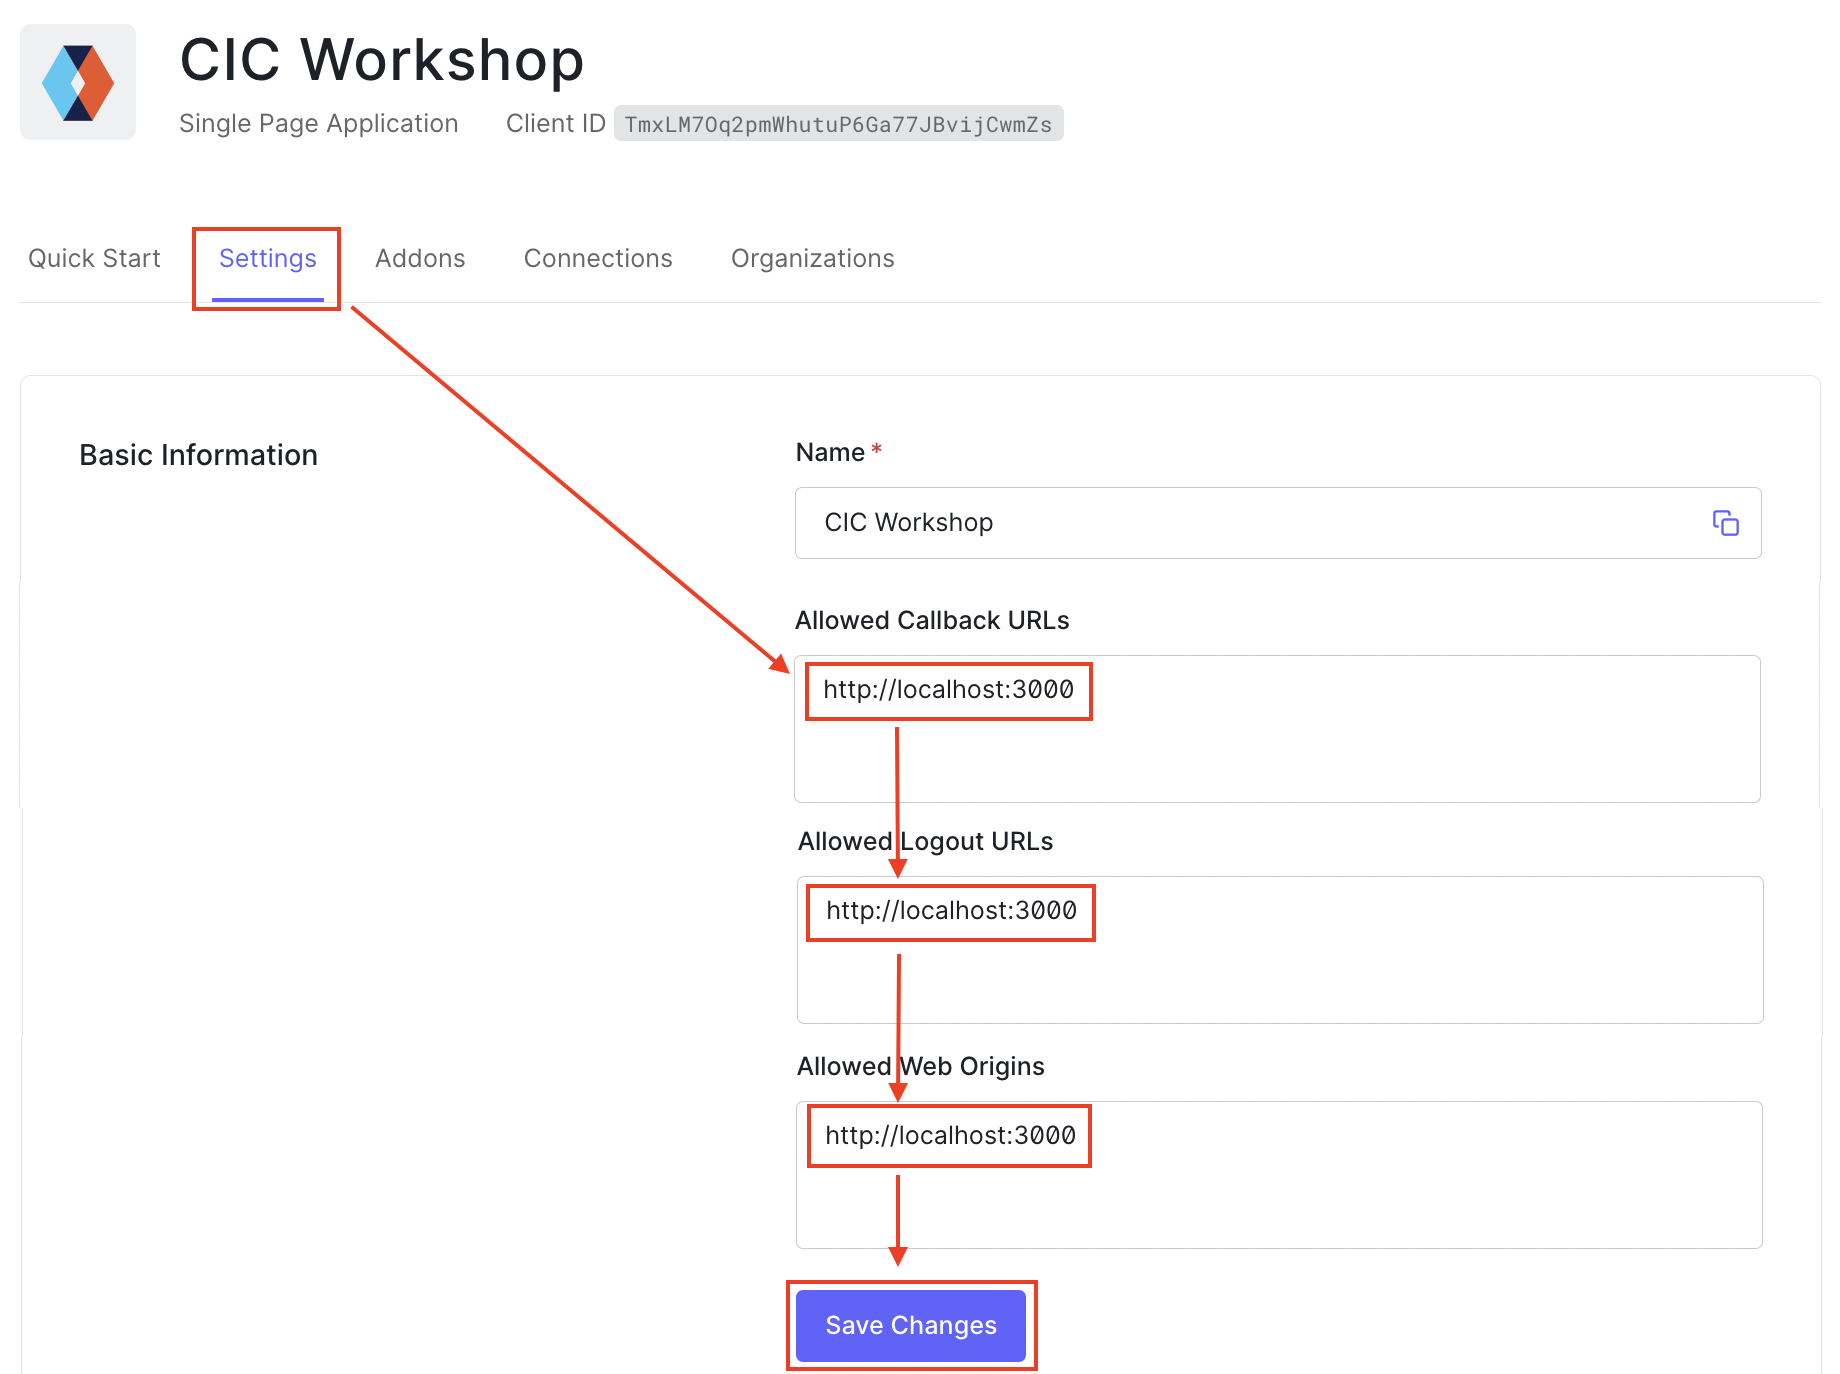 CIC Workshop
Single Page Application Client ID TmxLM7Oq2pmWhutuP6Ga77JBvijCwmZs
Quick Start Settings Addons Connections Organizations
Basic Information
Name *
CIC Workshop
Allowed Callback URLs
http://localhost:3000
Allowed Logout URLs
http://localhost:3000
Allowed Web Origins
http://localhost:3000
Save Changes